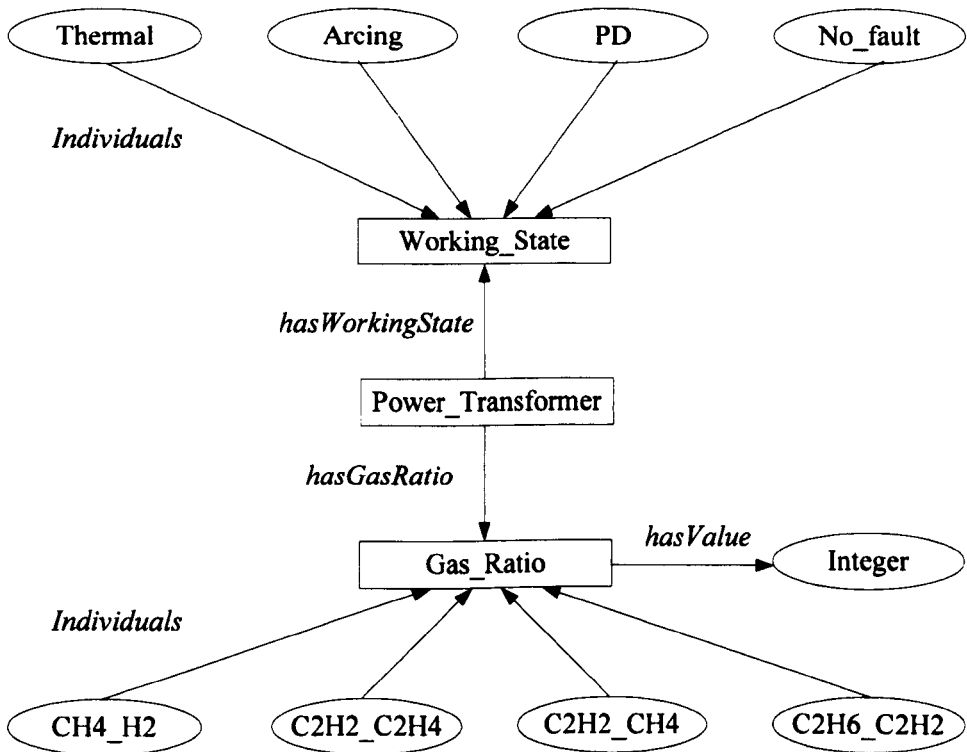 Thermal
Arcing
PD
No_fault
Individuals
Working_State
hasWorkingState
Power_Transformer
hasGasRatio
hasValue
Gas_Ratio
Integer
Individuals
CH4_H2
C2H2_C2H4
C2H2_CH4
C2H6_C2H2